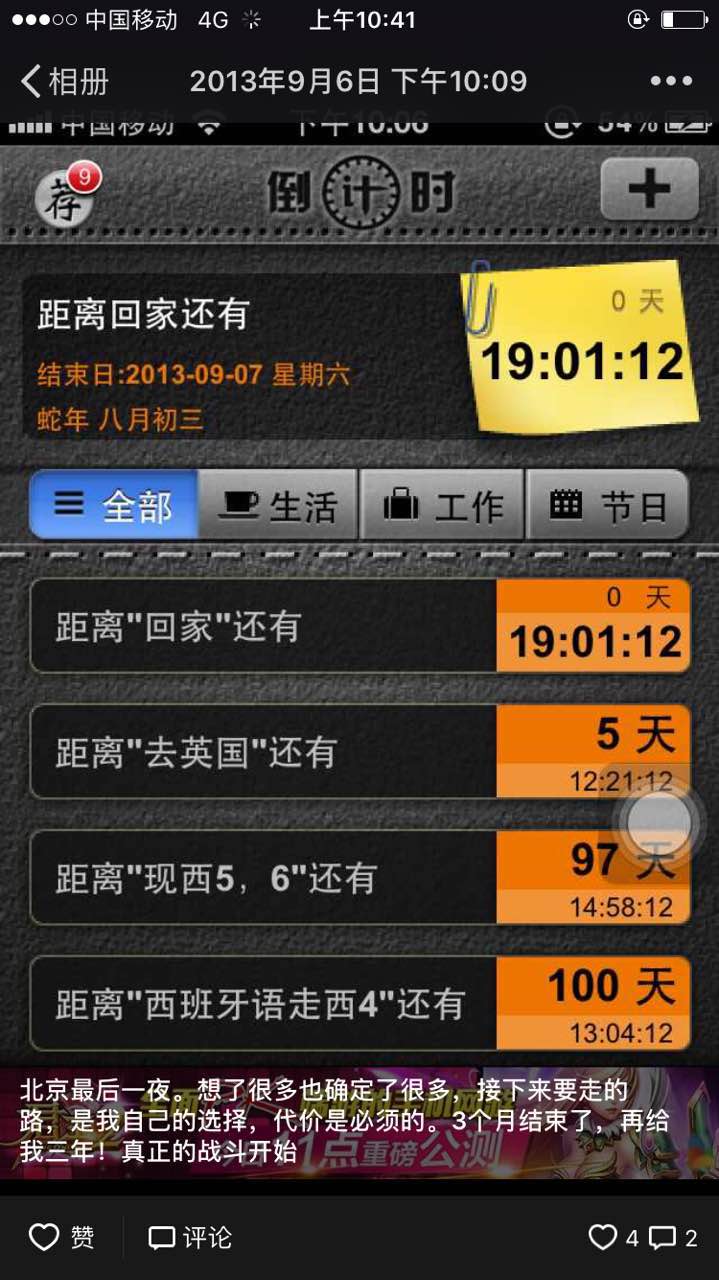 中国移动 4G 上午10:41
相册 2013年9月6日 下午10:09
中国移动 下午10:06 54%
荐 9 倒计时
距离回家还有
0 天
19:01:12
结束日:2013-09-07 星期六
蛇年 八月初三
全部 生活 工作 节日
距离"回家"还有
0 天
19:01:12
距离"去英国"还有
5 天
12:21:12
距离"现西5，6"还有
97 天
14:58:12
距离"西班牙语走西4"还有
100 天
13:04:12
北京最后一夜。想了很多也确定了很多，接下来要走的
路，是我自己的选择，代价是必须的。3个月结束了，再给
我三年！真正的战斗开始
1点重磅公测
赞 评论 4 2